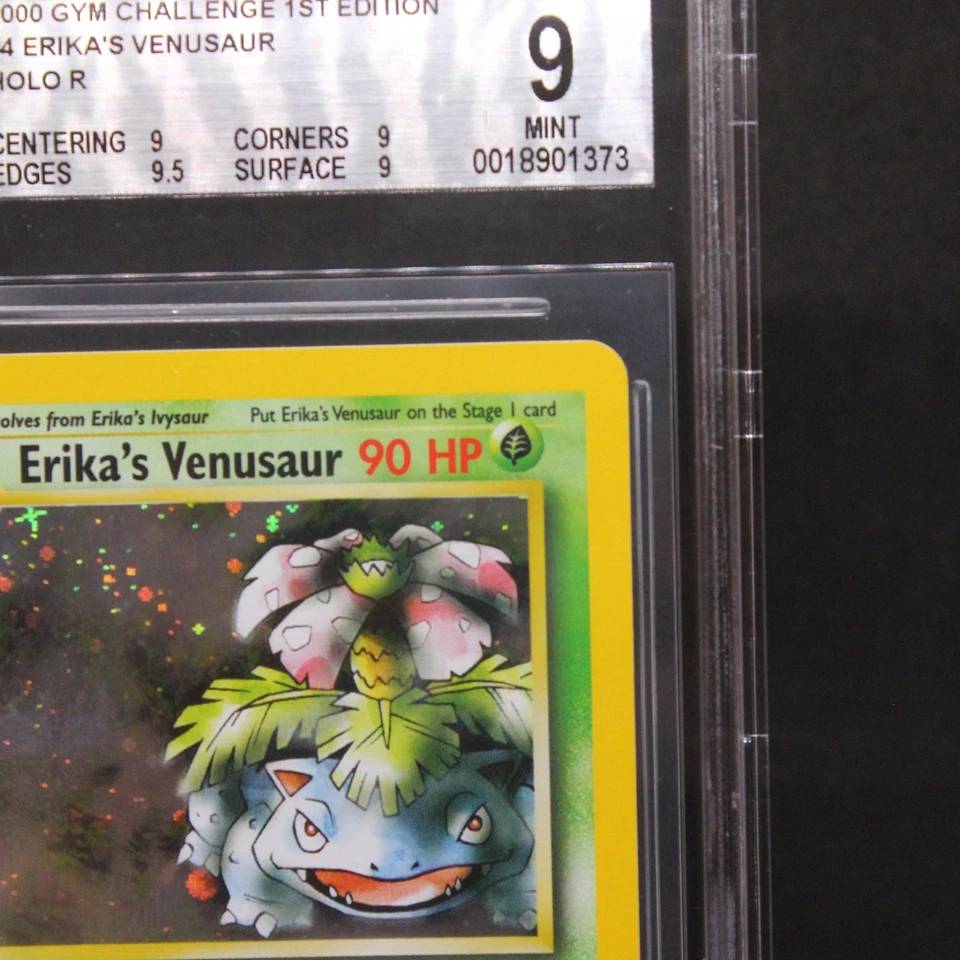 000 GYM CHALLENGE 1ST EDITION
4 ERIKA'S VENUSAUR
HOLO R
9
CENTERING 9 CORNERS 9
MINT
EDGES 9.5 SURFACE 9
0018901373
olves from Erika's Ivysaur Put Erika's Venusaur on the Stage 1 card
Erika's Venusaur 90 HP